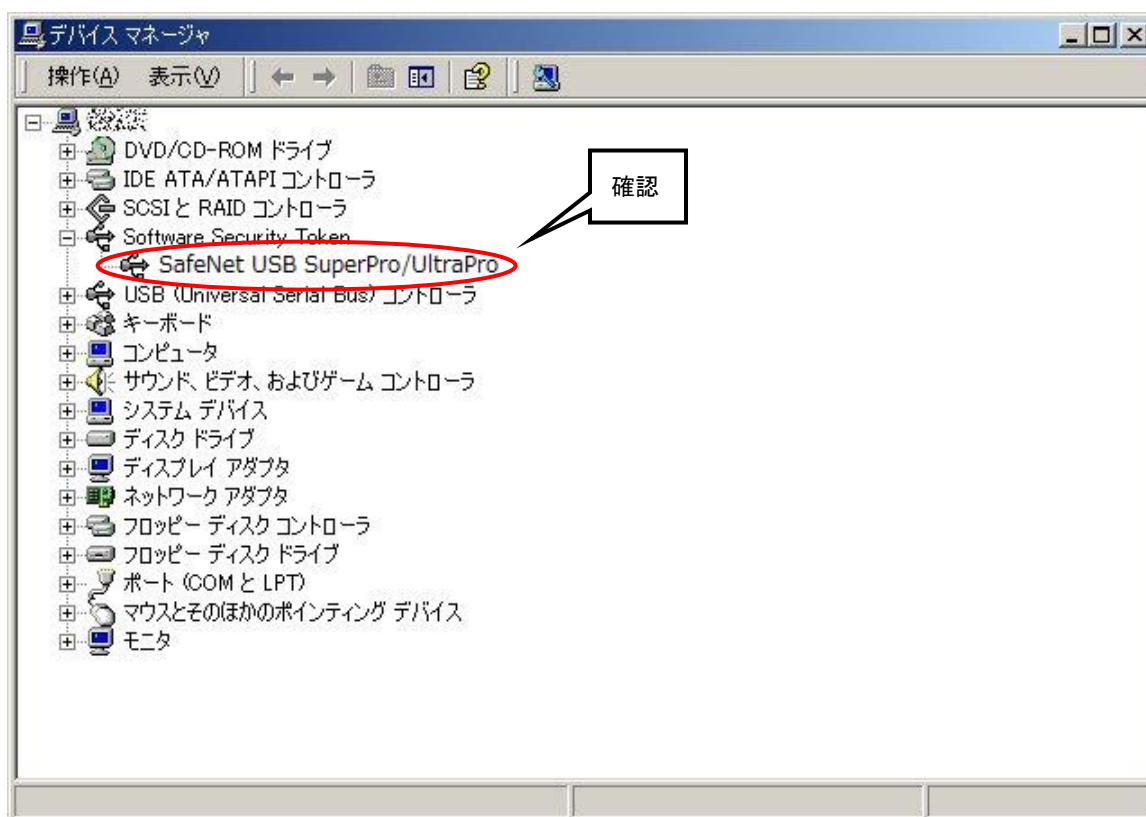 デバイス マネージャ
操作(A) 表示(V)
DVD/CD-ROM ドライブ
IDE ATA/ATAPI コントローラ
SCSI と RAID コントローラ
確認
Software Security Token
SafeNet USB SuperPro/UltraPro
USB (Universal Serial Bus) コントローラ
キーボード
コンピュータ
サウンド、ビデオ、およびゲーム コントローラ
システム デバイス
ディスク ドライブ
ディスプレイ アダプタ
ネットワーク アダプタ
フロッピー ディスク コントローラ
フロッピー ディスク ドライブ
ポート (COM と LPT)
マウスとそのほかのポインティング デバイス
モニタ